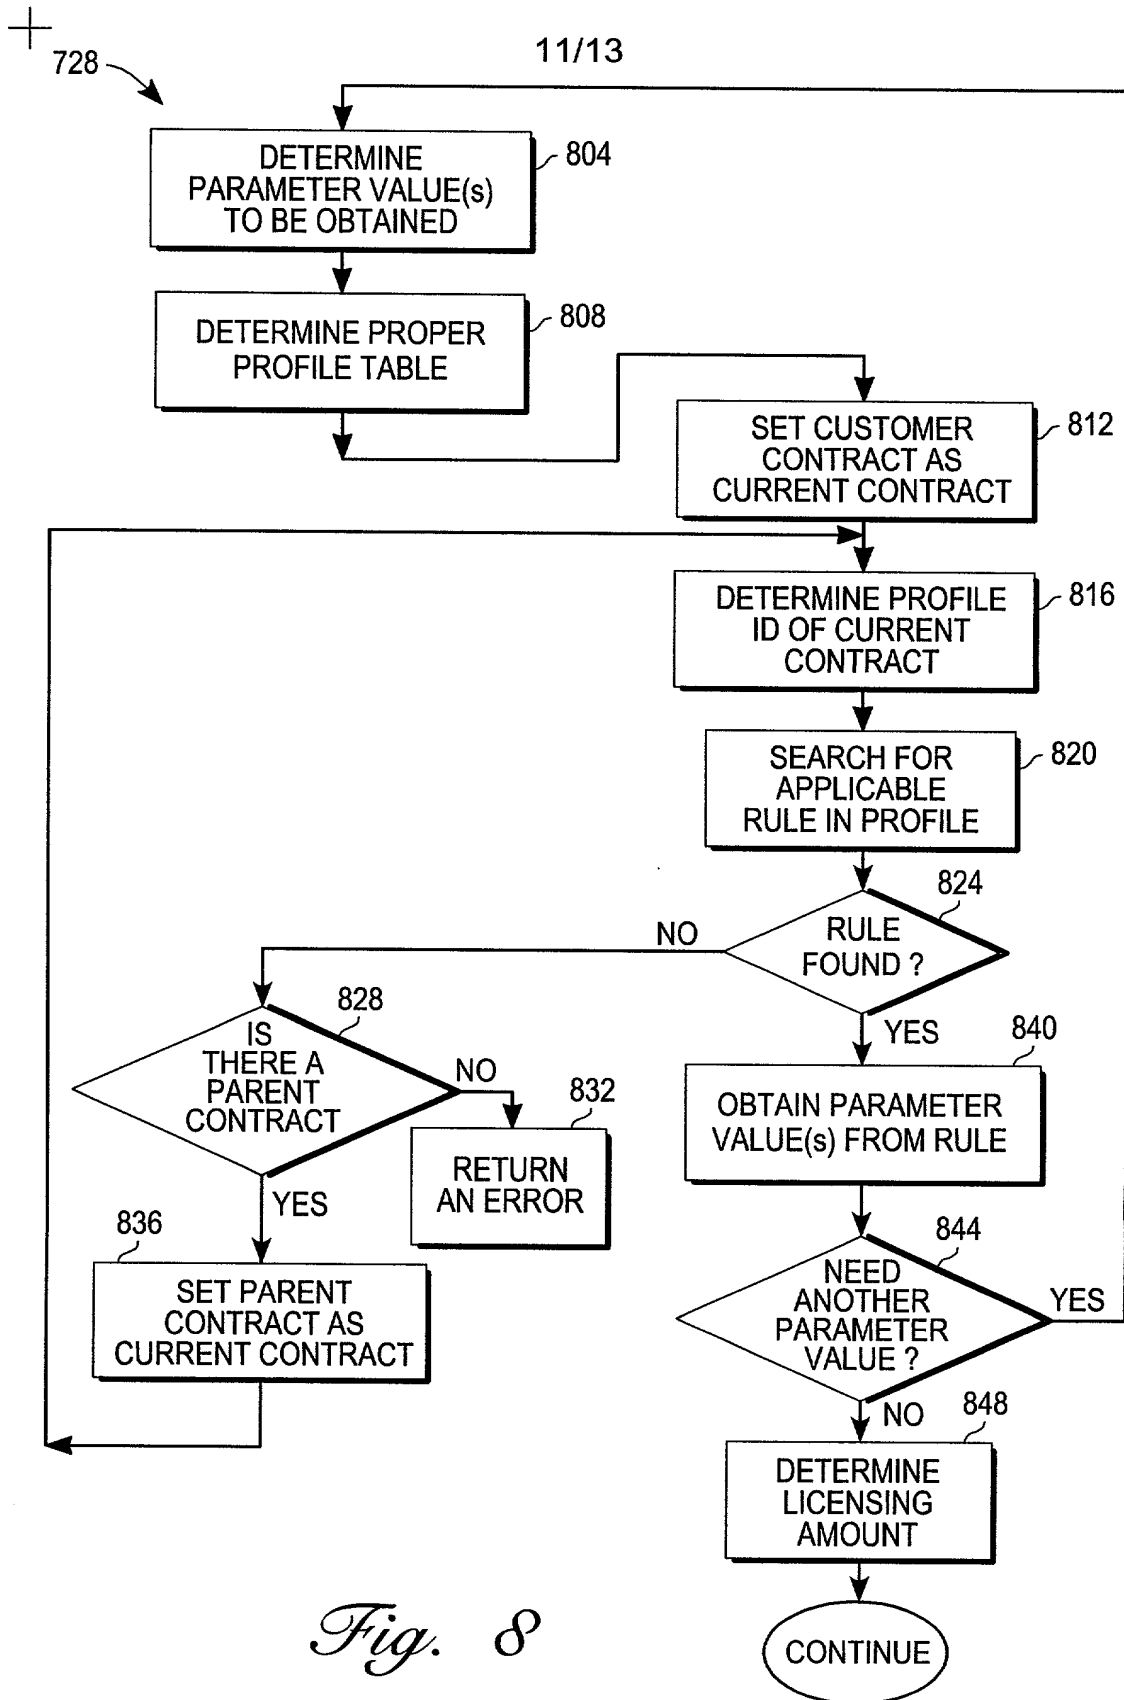 11/13
728
DETERMINE
PARAMETER VALUE(s)
TO BE OBTAINED
804
DETERMINE PROPER
PROFILE TABLE
808
SET CUSTOMER
CONTRACT AS
CURRENT CONTRACT
812
DETERMINE PROFILE
ID OF CURRENT
CONTRACT
816
SEARCH FOR
APPLICABLE
RULE IN PROFILE
820
824
RULE
FOUND ?
NO
YES
828
IS
THERE A
PARENT
CONTRACT
NO
832
RETURN
AN ERROR
YES
836
SET PARENT
CONTRACT AS
CURRENT CONTRACT
840
OBTAIN PARAMETER
VALUE(s) FROM RULE
844
NEED
ANOTHER
PARAMETER
VALUE ?
YES
NO
848
DETERMINE
LICENSING
AMOUNT
CONTINUE
Fig. 8